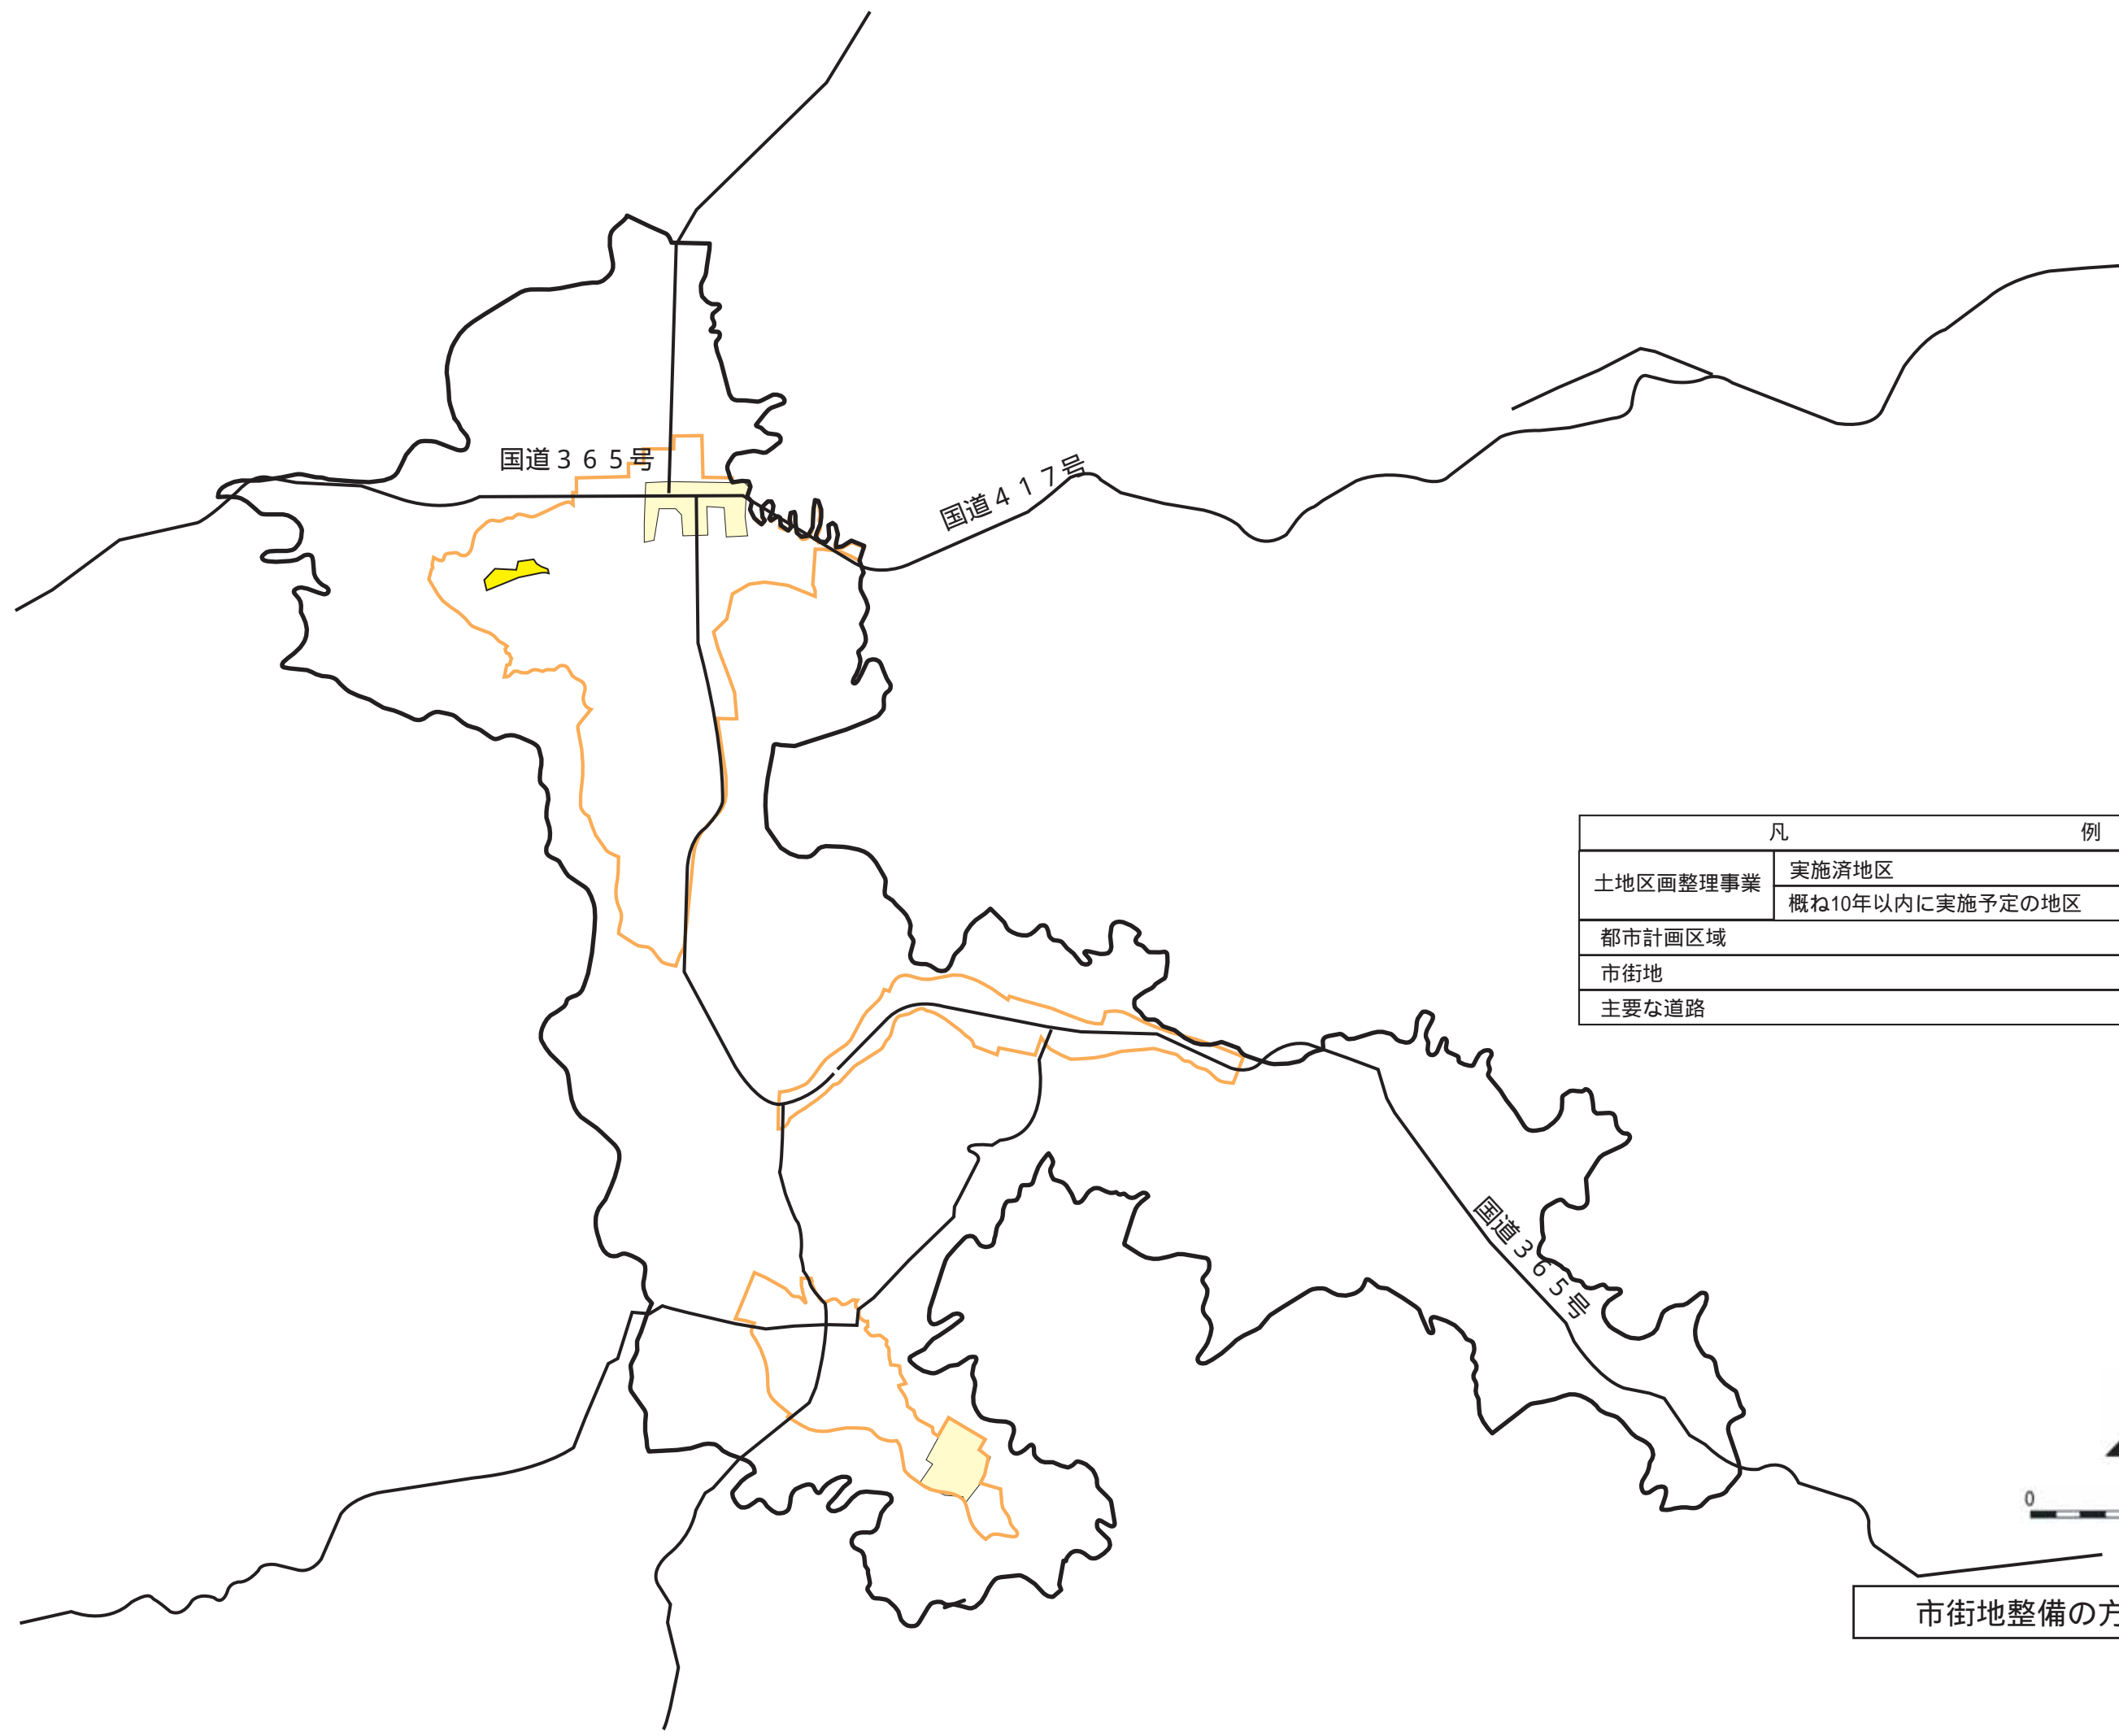 国道３６５号
国道４１７号
凡 例
土地区画整理事業
実施済地区
概ね10年以内に実施予定の地区
都市計画区域
市街地
主要な道路
国道３６５号
0
市街地整備の方